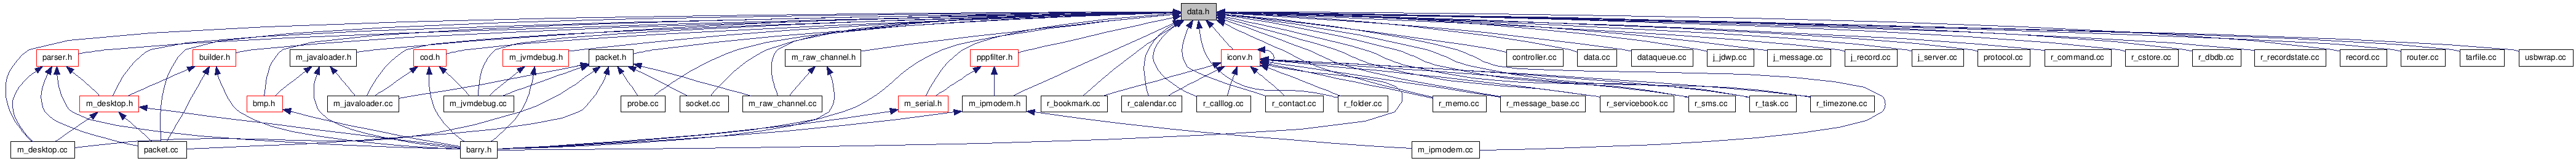 data.h
parser.h
builder.h
m_javaloader.h
cod.h
m_jvmdebug.h
packet.h
m_raw_channel.h
pppfilter.h
iconv.h
controller.cc
data.cc
dataqueue.cc
j_jdwp.cc
j_message.cc
j_record.cc
j_server.cc
protocol.cc
r_command.cc
r_cstore.cc
r_dbdb.cc
r_recordstate.cc
record.cc
router.cc
tarfile.cc
usbwrap.cc
m_desktop.h
bmp.h
m_javaloader.cc
m_jvmdebug.cc
probe.cc
socket.cc
m_raw_channel.cc
m_serial.h
m_ipmodem.h
r_bookmark.cc
r_calendar.cc
r_calllog.cc
r_contact.cc
r_folder.cc
r_memo.cc
r_message_base.cc
r_servicebook.cc
r_sms.cc
r_task.cc
r_timezone.cc
m_desktop.cc
packet.cc
barry.h
m_ipmodem.cc